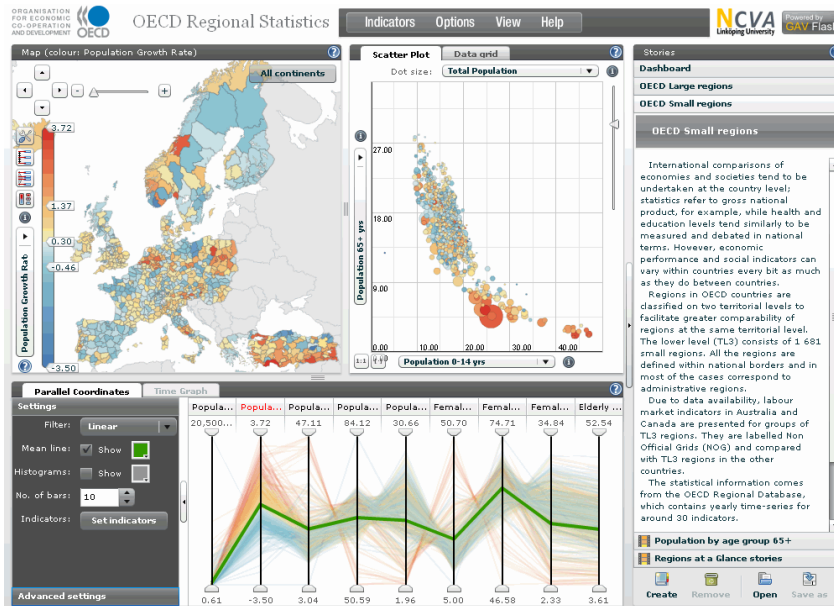 ORGANISATION
FOR ECONOMIC
CO-OPERATION
AND DEVELOPMENT
OECD
OECD Regional Statistics
Indicators Options View Help
NCVA
Linköping University
Powered by
GAV Flash
Map (colour: Population Growth Rate)
All continents
3.72
1.37
0.30
-0.46
-3.50
Population Growth Rat
Scatter Plot
Data grid
Dot size: Total Population
27.00
18.00
9.00
0.00
10.00 20.00 30.00 40.00
Population 65+ yrs
1:1
Population 0-14 yrs
Stories
Dashboard
OECD Large regions
OECD Small regions
OECD Small regions
International comparisons of
economies and societies tend to be
undertaken at the country level;
statistics refer to gross national
product, for example, while health and
education levels tend similarly to be
measured and debated in national
terms. However, economic
performance and social indicators can
vary within countries every bit as much
as they do between countries.
Regions in OECD countries are
classified on two territorial levels to
facilitate greater comparability of
regions at the same territorial level.
The lower level (TL3) consists of 1 681
small regions. All the regions are
defined within national borders and in
most of the cases correspond to
administrative regions.
Due to data availability, labour
market indicators in Australia and
Canada are presented for groups of
TL3 regions. They are labelled Non
Official Grids (NOG) and compared
with TL3 regions in the other
countries.
The statistical information comes
from the OECD Regional Database,
which contains yearly time-series for
around 30 indicators.
Population by age group 65+
Regions at a Glance stories
Create Remove Open Save as
Parallel Coordinates
Time Graph
Settings
Filter: Linear
Mean line: Show
Histograms: Show
No. of bars: 10
Indicators: Set indicators
Advanced settings
Popula... Popula... Popula... Popula... Popula... Femal... Femal... Femal... Elderly ...
20,500... 3.72 47.11 84.12 30.66 50.70 74.71 34.84 52.54
0.61 -3.50 3.04 50.59 1.96 5.00 46.58 2.33 3.61